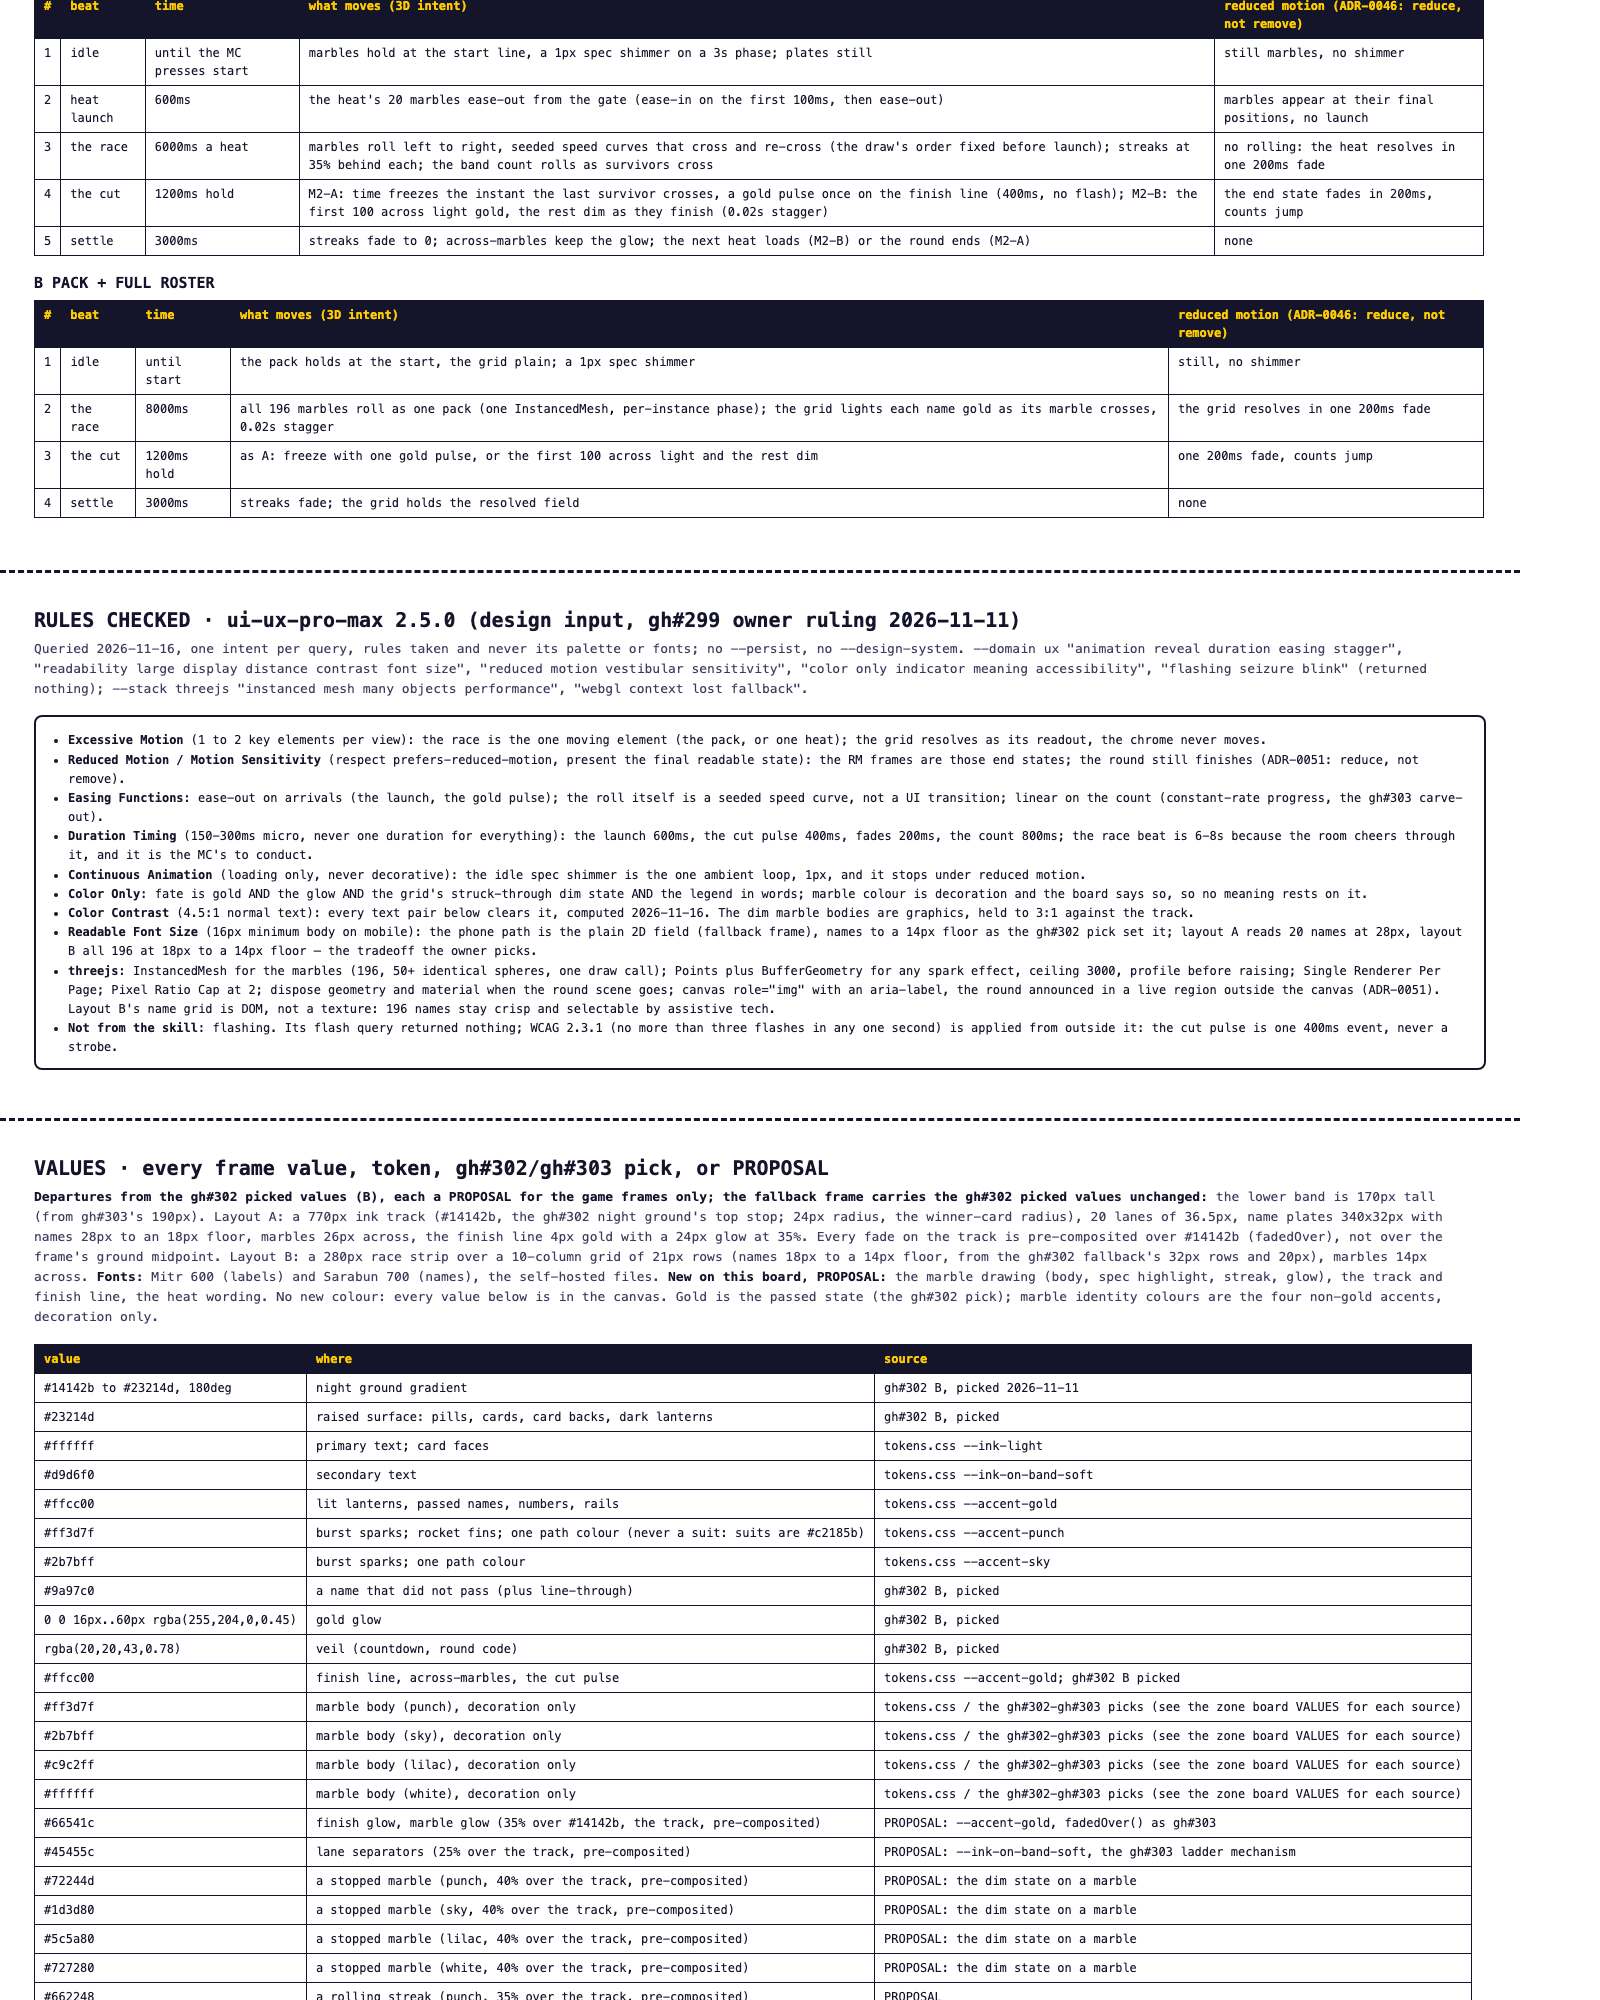 # beat time what moves (3D intent) reduced motion (ADR-0046: reduce,
not remove)
1 idle until the MC marbles hold at the start line, a 1px spec shimmer on a 3s phase; plates still still marbles, no shimmer
presses start
2 heat 600ms the heat's 20 marbles ease-out from the gate (ease-in on the first 100ms, then ease-out) marbles appear at their final
launch positions, no launch
3 the race 6000ms a heat marbles roll left to right, seeded speed curves that cross and re-cross (the draw's order fixed before launch); streaks at no rolling: the heat resolves in
35% behind each; the band count rolls as survivors cross one 200ms fade
4 the cut 1200ms hold M2-A: time freezes the instant the last survivor crosses, a gold pulse once on the finish line (400ms, no flash); M2-B: the the end state fades in 200ms,
first 100 across light gold, the rest dim as they finish (0.02s stagger) counts jump
5 settle 3000ms streaks fade to 0; across-marbles keep the glow; the next heat loads (M2-B) or the round ends (M2-A) none
B PACK + FULL ROSTER
# beat time what moves (3D intent) reduced motion (ADR-0046: reduce, not
remove)
1 idle until the pack holds at the start, the grid plain; a 1px spec shimmer still, no shimmer
start
2 the 8000ms all 196 marbles roll as one pack (one InstancedMesh, per-instance phase); the grid lights each name gold as its marble crosses, the grid resolves in one 200ms fade
race 0.02s stagger
3 the cut 1200ms as A: freeze with one gold pulse, or the first 100 across light and the rest dim one 200ms fade, counts jump
hold
4 settle 3000ms streaks fade; the grid holds the resolved field none
RULES CHECKED · ui-ux-pro-max 2.5.0 (design input, gh#299 owner ruling 2026-11-11)
Queried 2026-11-16, one intent per query, rules taken and never its palette or fonts; no --persist, no --design-system. --domain ux "animation reveal duration easing stagger",
"readability large display distance contrast font size", "reduced motion vestibular sensitivity", "color only indicator meaning accessibility", "flashing seizure blink" (returned
nothing); --stack threejs "instanced mesh many objects performance", "webgl context lost fallback".
• Excessive Motion (1 to 2 key elements per view): the race is the one moving element (the pack, or one heat); the grid resolves as its readout, the chrome never moves.
• Reduced Motion / Motion Sensitivity (respect prefers-reduced-motion, present the final readable state): the RM frames are those end states; the round still finishes (ADR-0051: reduce, not
remove).
• Easing Functions: ease-out on arrivals (the launch, the gold pulse); the roll itself is a seeded speed curve, not a UI transition; linear on the count (constant-rate progress, the gh#303 carve-
out).
• Duration Timing (150-300ms micro, never one duration for everything): the launch 600ms, the cut pulse 400ms, fades 200ms, the count 800ms; the race beat is 6-8s because the room cheers through
it, and it is the MC's to conduct.
• Continuous Animation (loading only, never decorative): the idle spec shimmer is the one ambient loop, 1px, and it stops under reduced motion.
• Color Only: fate is gold AND the glow AND the grid's struck-through dim state AND the legend in words; marble colour is decoration and the board says so, so no meaning rests on it.
• Color Contrast (4.5:1 normal text): every text pair below clears it, computed 2026-11-16. The dim marble bodies are graphics, held to 3:1 against the track.
• Readable Font Size (16px minimum body on mobile): the phone path is the plain 2D field (fallback frame), names to a 14px floor as the gh#302 pick set it; layout A reads 20 names at 28px, layout
B all 196 at 18px to a 14px floor — the tradeoff the owner picks.
• threejs: InstancedMesh for the marbles (196, 50+ identical spheres, one draw call); Points plus BufferGeometry for any spark effect, ceiling 3000, profile before raising; Single Renderer Per
Page; Pixel Ratio Cap at 2; dispose geometry and material when the round scene goes; canvas role="img" with an aria-label, the round announced in a live region outside the canvas (ADR-0051).
Layout B's name grid is DOM, not a texture: 196 names stay crisp and selectable by assistive tech.
• Not from the skill: flashing. Its flash query returned nothing; WCAG 2.3.1 (no more than three flashes in any one second) is applied from outside it: the cut pulse is one 400ms event, never a
strobe.
VALUES · every frame value, token, gh#302/gh#303 pick, or PROPOSAL
Departures from the gh#302 picked values (B), each a PROPOSAL for the game frames only; the fallback frame carries the gh#302 picked values unchanged: the lower band is 170px tall
(from gh#303's 190px). Layout A: a 770px ink track (#14142b, the gh#302 night ground's top stop; 24px radius, the winner-card radius), 20 lanes of 36.5px, name plates 340x32px with
names 28px to an 18px floor, marbles 26px across, the finish line 4px gold with a 24px glow at 35%. Every fade on the track is pre-composited over #14142b (fadedOver), not over the
frame's ground midpoint. Layout B: a 280px race strip over a 10-column grid of 21px rows (names 18px to a 14px floor, from the gh#302 fallback's 32px rows and 20px), marbles 14px
across. Fonts: Mitr 600 (labels) and Sarabun 700 (names), the self-hosted files. New on this board, PROPOSAL: the marble drawing (body, spec highlight, streak, glow), the track and
finish line, the heat wording. No new colour: every value below is in the canvas. Gold is the passed state (the gh#302 pick); marble identity colours are the four non-gold accents,
decoration only.
value where source
#14142b to #23214d, 180deg night ground gradient gh#302 B, picked 2026-11-11
#23214d raised surface: pills, cards, card backs, dark lanterns gh#302 B, picked
#ffffff primary text; card faces tokens.css --ink-light
#d9d6f0 secondary text tokens.css --ink-on-band-soft
#ffcc00 lit lanterns, passed names, numbers, rails tokens.css --accent-gold
#ff3d7f burst sparks; rocket fins; one path colour (never a suit: suits are #c2185b) tokens.css --accent-punch
#2b7bff burst sparks; one path colour tokens.css --accent-sky
#9a97c0 a name that did not pass (plus line-through) gh#302 B, picked
0 0 16px..60px rgba(255,204,0,0.45) gold glow gh#302 B, picked
rgba(20,20,43,0.78) veil (countdown, round code) gh#302 B, picked
#ffcc00 finish line, across-marbles, the cut pulse tokens.css --accent-gold; gh#302 B picked
#ff3d7f marble body (punch), decoration only tokens.css / the gh#302-gh#303 picks (see the zone board VALUES for each source)
#2b7bff marble body (sky), decoration only tokens.css / the gh#302-gh#303 picks (see the zone board VALUES for each source)
#c9c2ff marble body (lilac), decoration only tokens.css / the gh#302-gh#303 picks (see the zone board VALUES for each source)
#ffffff marble body (white), decoration only tokens.css / the gh#302-gh#303 picks (see the zone board VALUES for each source)
#66541c finish glow, marble glow (35% over #14142b, the track, pre-composited) PROPOSAL: --accent-gold, fadedOver() as gh#303
#45455c lane separators (25% over the track, pre-composited) PROPOSAL: --ink-on-band-soft, the gh#303 ladder mechanism
#72244d a stopped marble (punch, 40% over the track, pre-composited) PROPOSAL: the dim state on a marble
#1d3d80 a stopped marble (sky, 40% over the track, pre-composited) PROPOSAL: the dim state on a marble
#5c5a80 a stopped marble (lilac, 40% over the track, pre-composited) PROPOSAL: the dim state on a marble
#727280 a stopped marble (white, 40% over the track, pre-composited) PROPOSAL: the dim state on a marble
#662248 a rolling streak (punch, 35% over the track, pre-composited) PROPOSAL